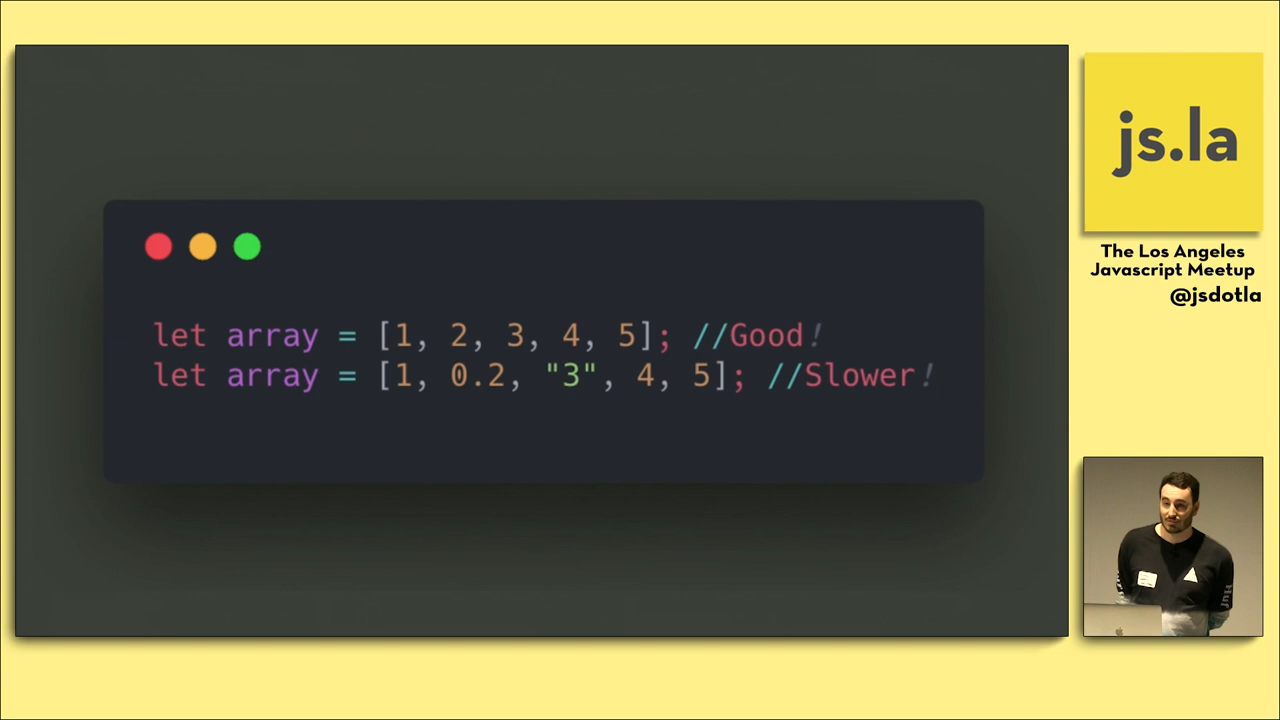 let array = [1, 2, 3, 4, 5]; //Good!
let array = [1, 0.2, "3", 4, 5]; //Slower!
js.la
The Los Angeles
Javascript Meetup
@jsdotla